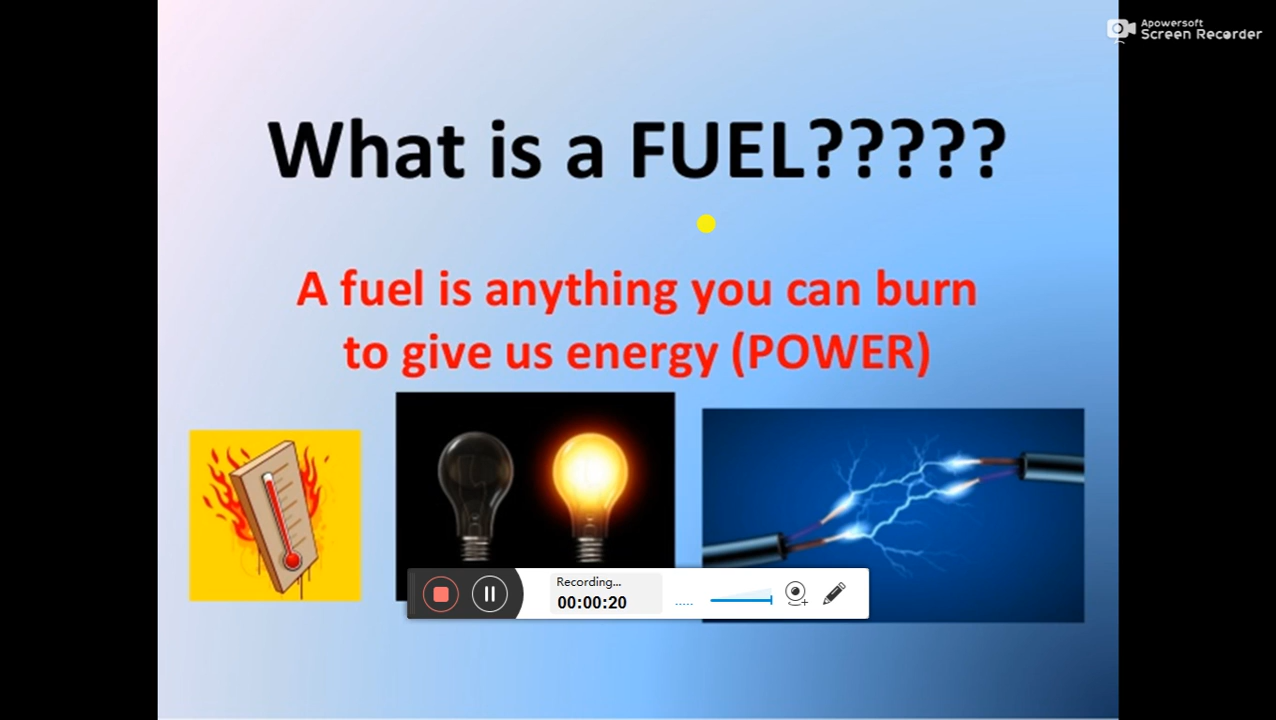 Apowersoft
Screen Recorder
What is a FUEL?????
A fuel is anything you can burn
to give us energy (POWER)
Recording...
00:00:20